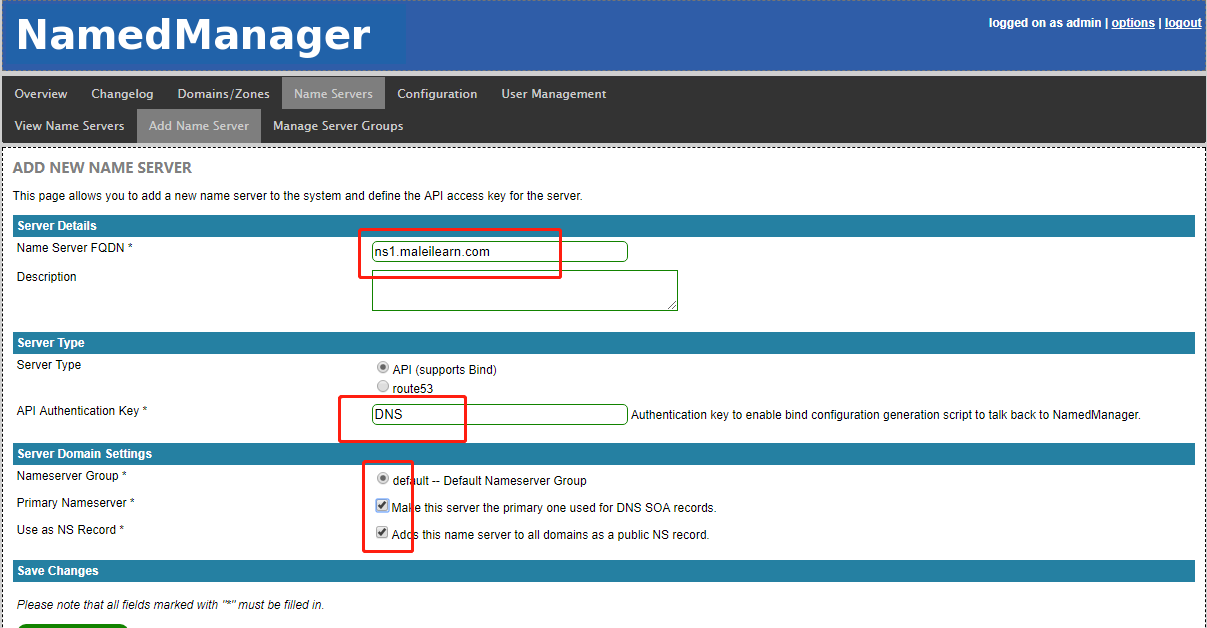 NamedManager
logged on as admin | options | logout
Overview Changelog Domains/Zones Name Servers Configuration User Management
View Name Servers Add Name Server Manage Server Groups
ADD NEW NAME SERVER
This page allows you to add a new name server to the system and define the API access key for the server.
Server Details
Name Server FQDN * ns1.maleilearn.com
Description
Server Type
Server Type API (supports Bind)
route53
API Authentication Key * DNS Authentication key to enable bind configuration generation script to talk back to NamedManager.
Server Domain Settings
Nameserver Group * default -- Default Nameserver Group
Primary Nameserver * Make this server the primary one used for DNS SOA records.
Use as NS Record * Adds this name server to all domains as a public NS record.
Save Changes
Please note that all fields marked with "*" must be filled in.